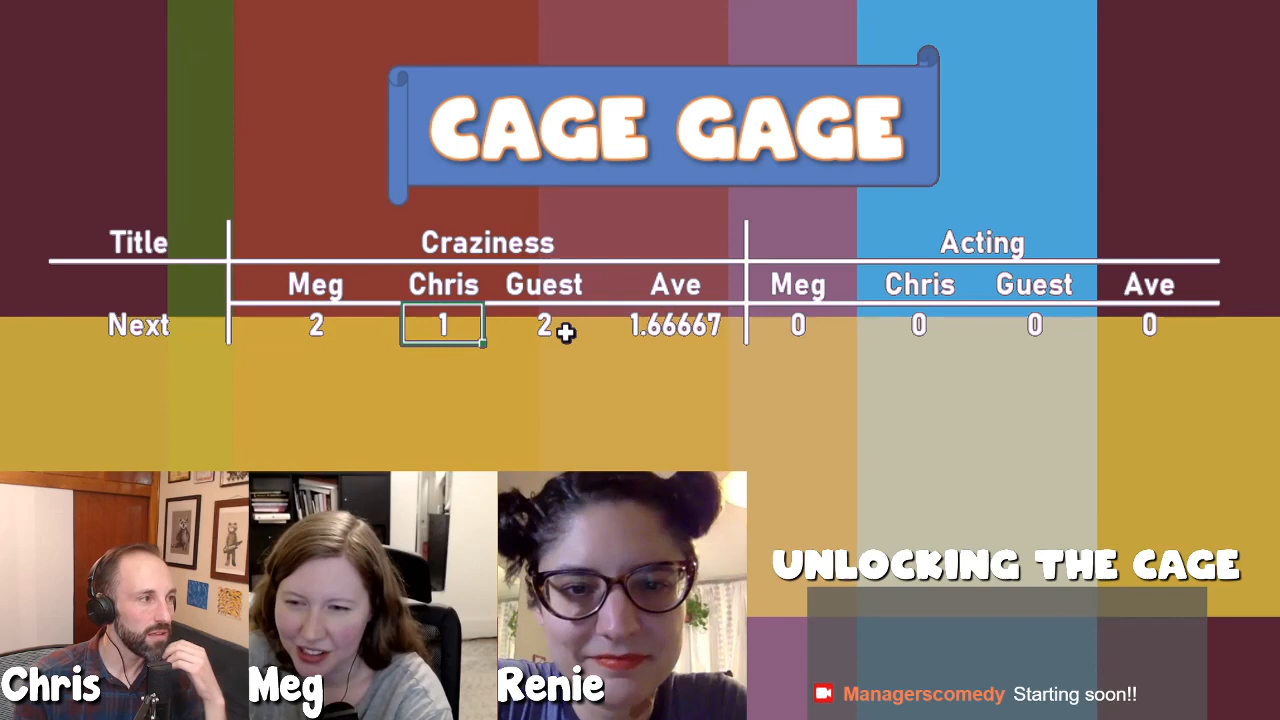 CAGE GAGE
Title Craziness Acting
Meg Chris Guest Ave Meg Chris Guest Ave
Next 2 1 2 1.66667 0 0 0 0
UNLOCKING THE CAGE
Chris Meg Renie
Managerscomedy Starting soon!!